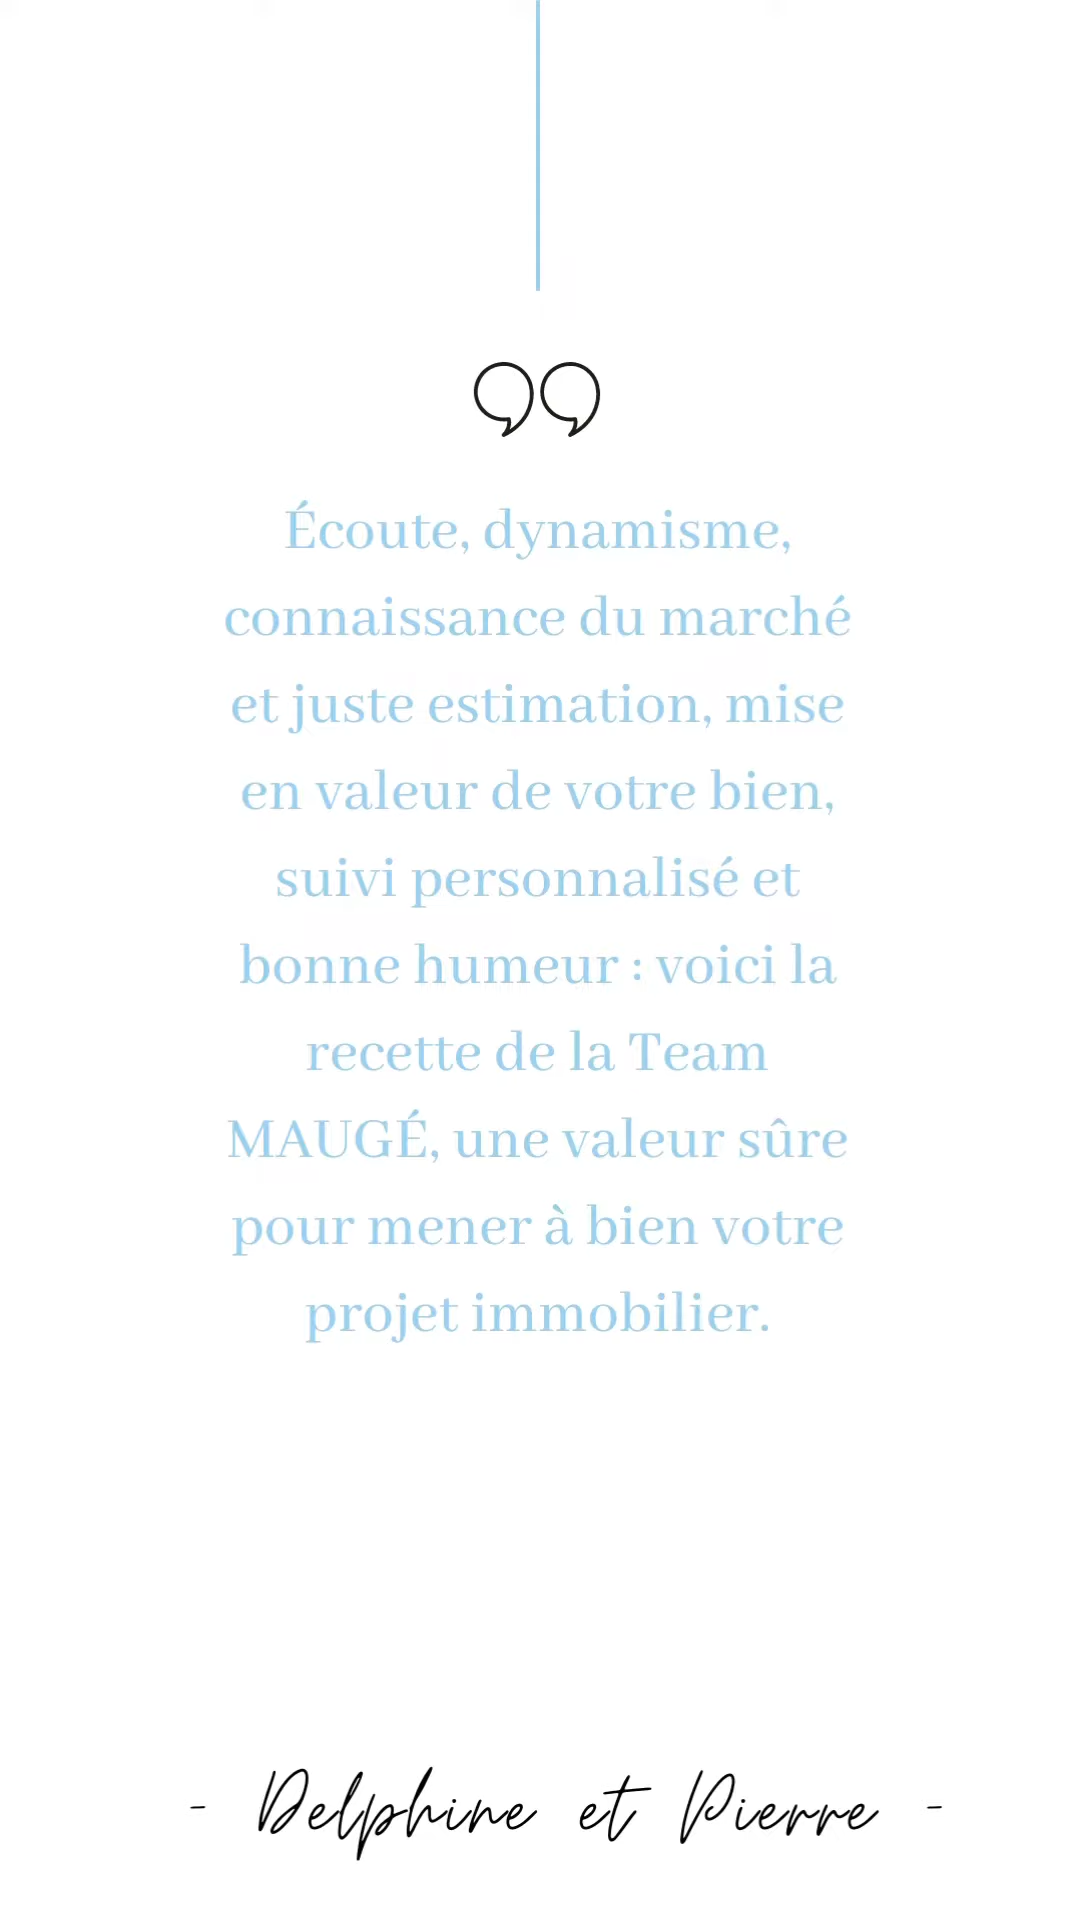 Écoute, dynamisme,
connaissance du marché
et juste estimation, mise
en valeur de votre bien,
suivi personnalisé et
bonne humeur : voici la
recette de la Team
MAUGÉ, une valeur sûre
pour mener à bien votre
projet immobilier.
- Delphine et Pierre -